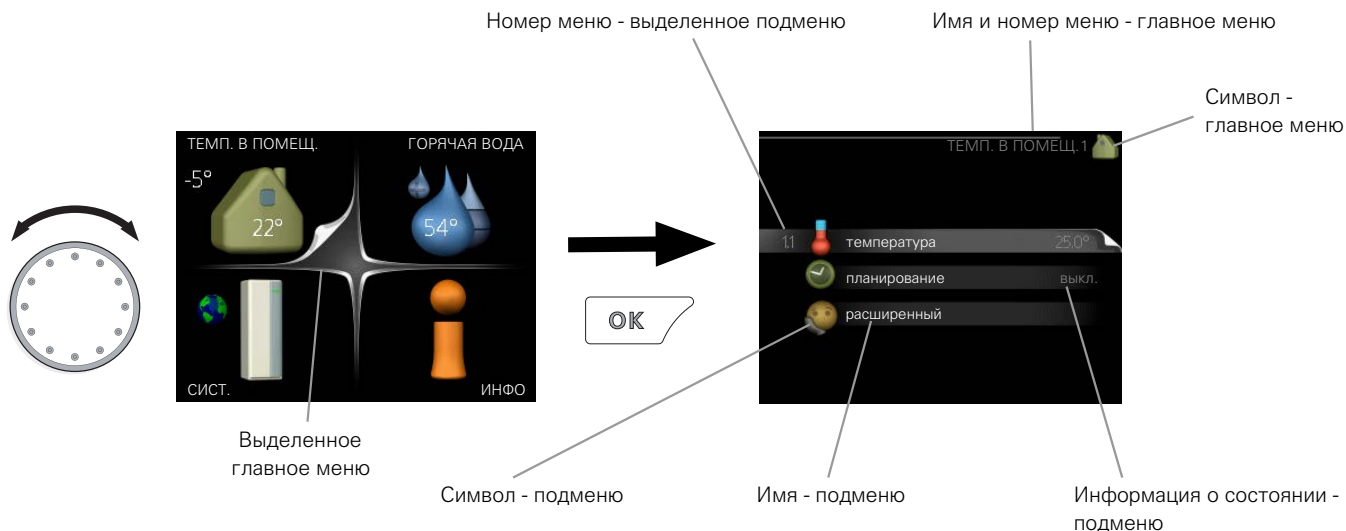 Номер меню - выделенное подменю
Имя и номер меню - главное меню
Символ -
главное меню
ТЕМП. В ПОМЕЩ.
ГОРЯЧАЯ ВОДА
-5°
22°
54°
СИСТ.
ИНФО
OK
ТЕМП. В ПОМЕЩ.1
1.1
температура
25.0°
планирование
выкл.
расширенный
Выделенное
главное меню
Символ - подменю
Имя - подменю
Информация о состоянии -
подменю